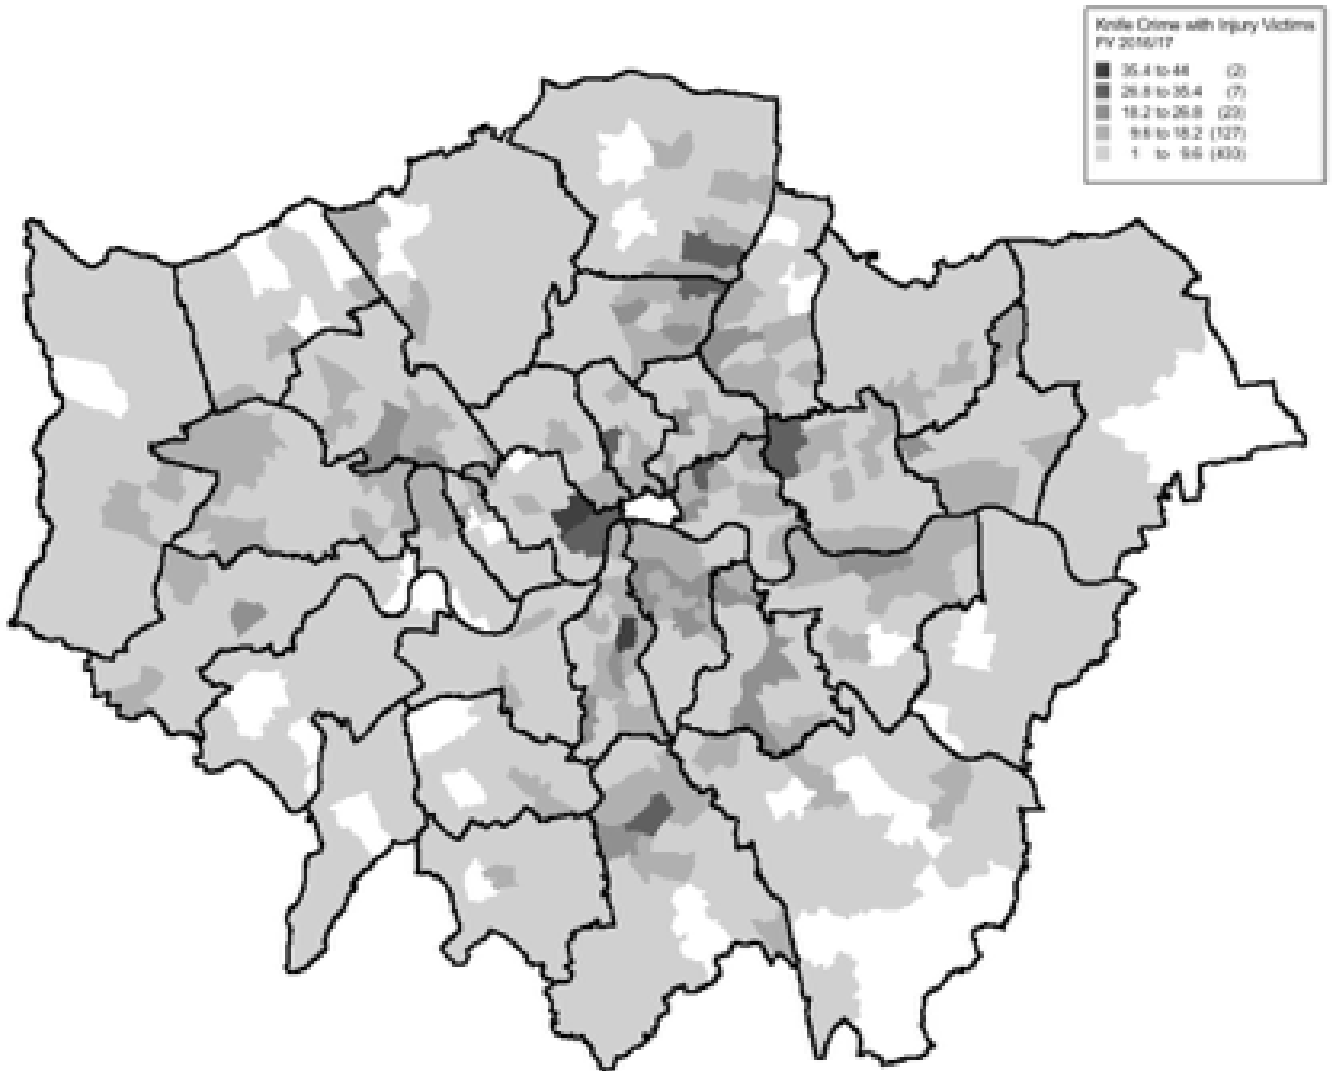 Knife Crime with Injury Victims
FY 2016/17
35.4 to 44 (2)
26.8 to 35.4 (7)
18.2 to 26.8 (23)
9.6 to 18.2 (127)
1 to 9.6 (433)